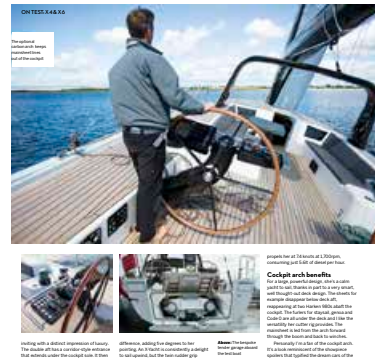 ON TEST: X4 & X6
The optional
carbon arch keeps
mainsheet lines
out of the cockpit
inviting with a distinct impression of luxury.
The double aft has a corridor-style entrance
that extends under the cockpit sole. If then
difference, adding five degrees to her
pointing. An X-Yacht is consistently a delight
to sail upwind, but the twin rudder grip
Above: The bespoke
tender garage aboard
the test boat
propels her at 7.4 knots at 1,700rpm,
consuming just 5.6lt of diesel per hour.
Cockpit arch benefits
For a large, powerful design, she's a calm
yacht to sail, thanks in part to a very smart,
well thought-out deck design. The sheets for
example disappear below deck aft,
reappearing at two Harken 980s abaft the
cockpit. The furlers for staysail, genoa and
Code 0 are all under the deck and I like the
versatility her cutter rig provides. The
mainsheet is led from the arch forward
through the boom and back to winches.
Personally I'm a fan of the cockpit arch.
It's a look reminiscent of the showpiece
spoilers that typified the dream cars of the